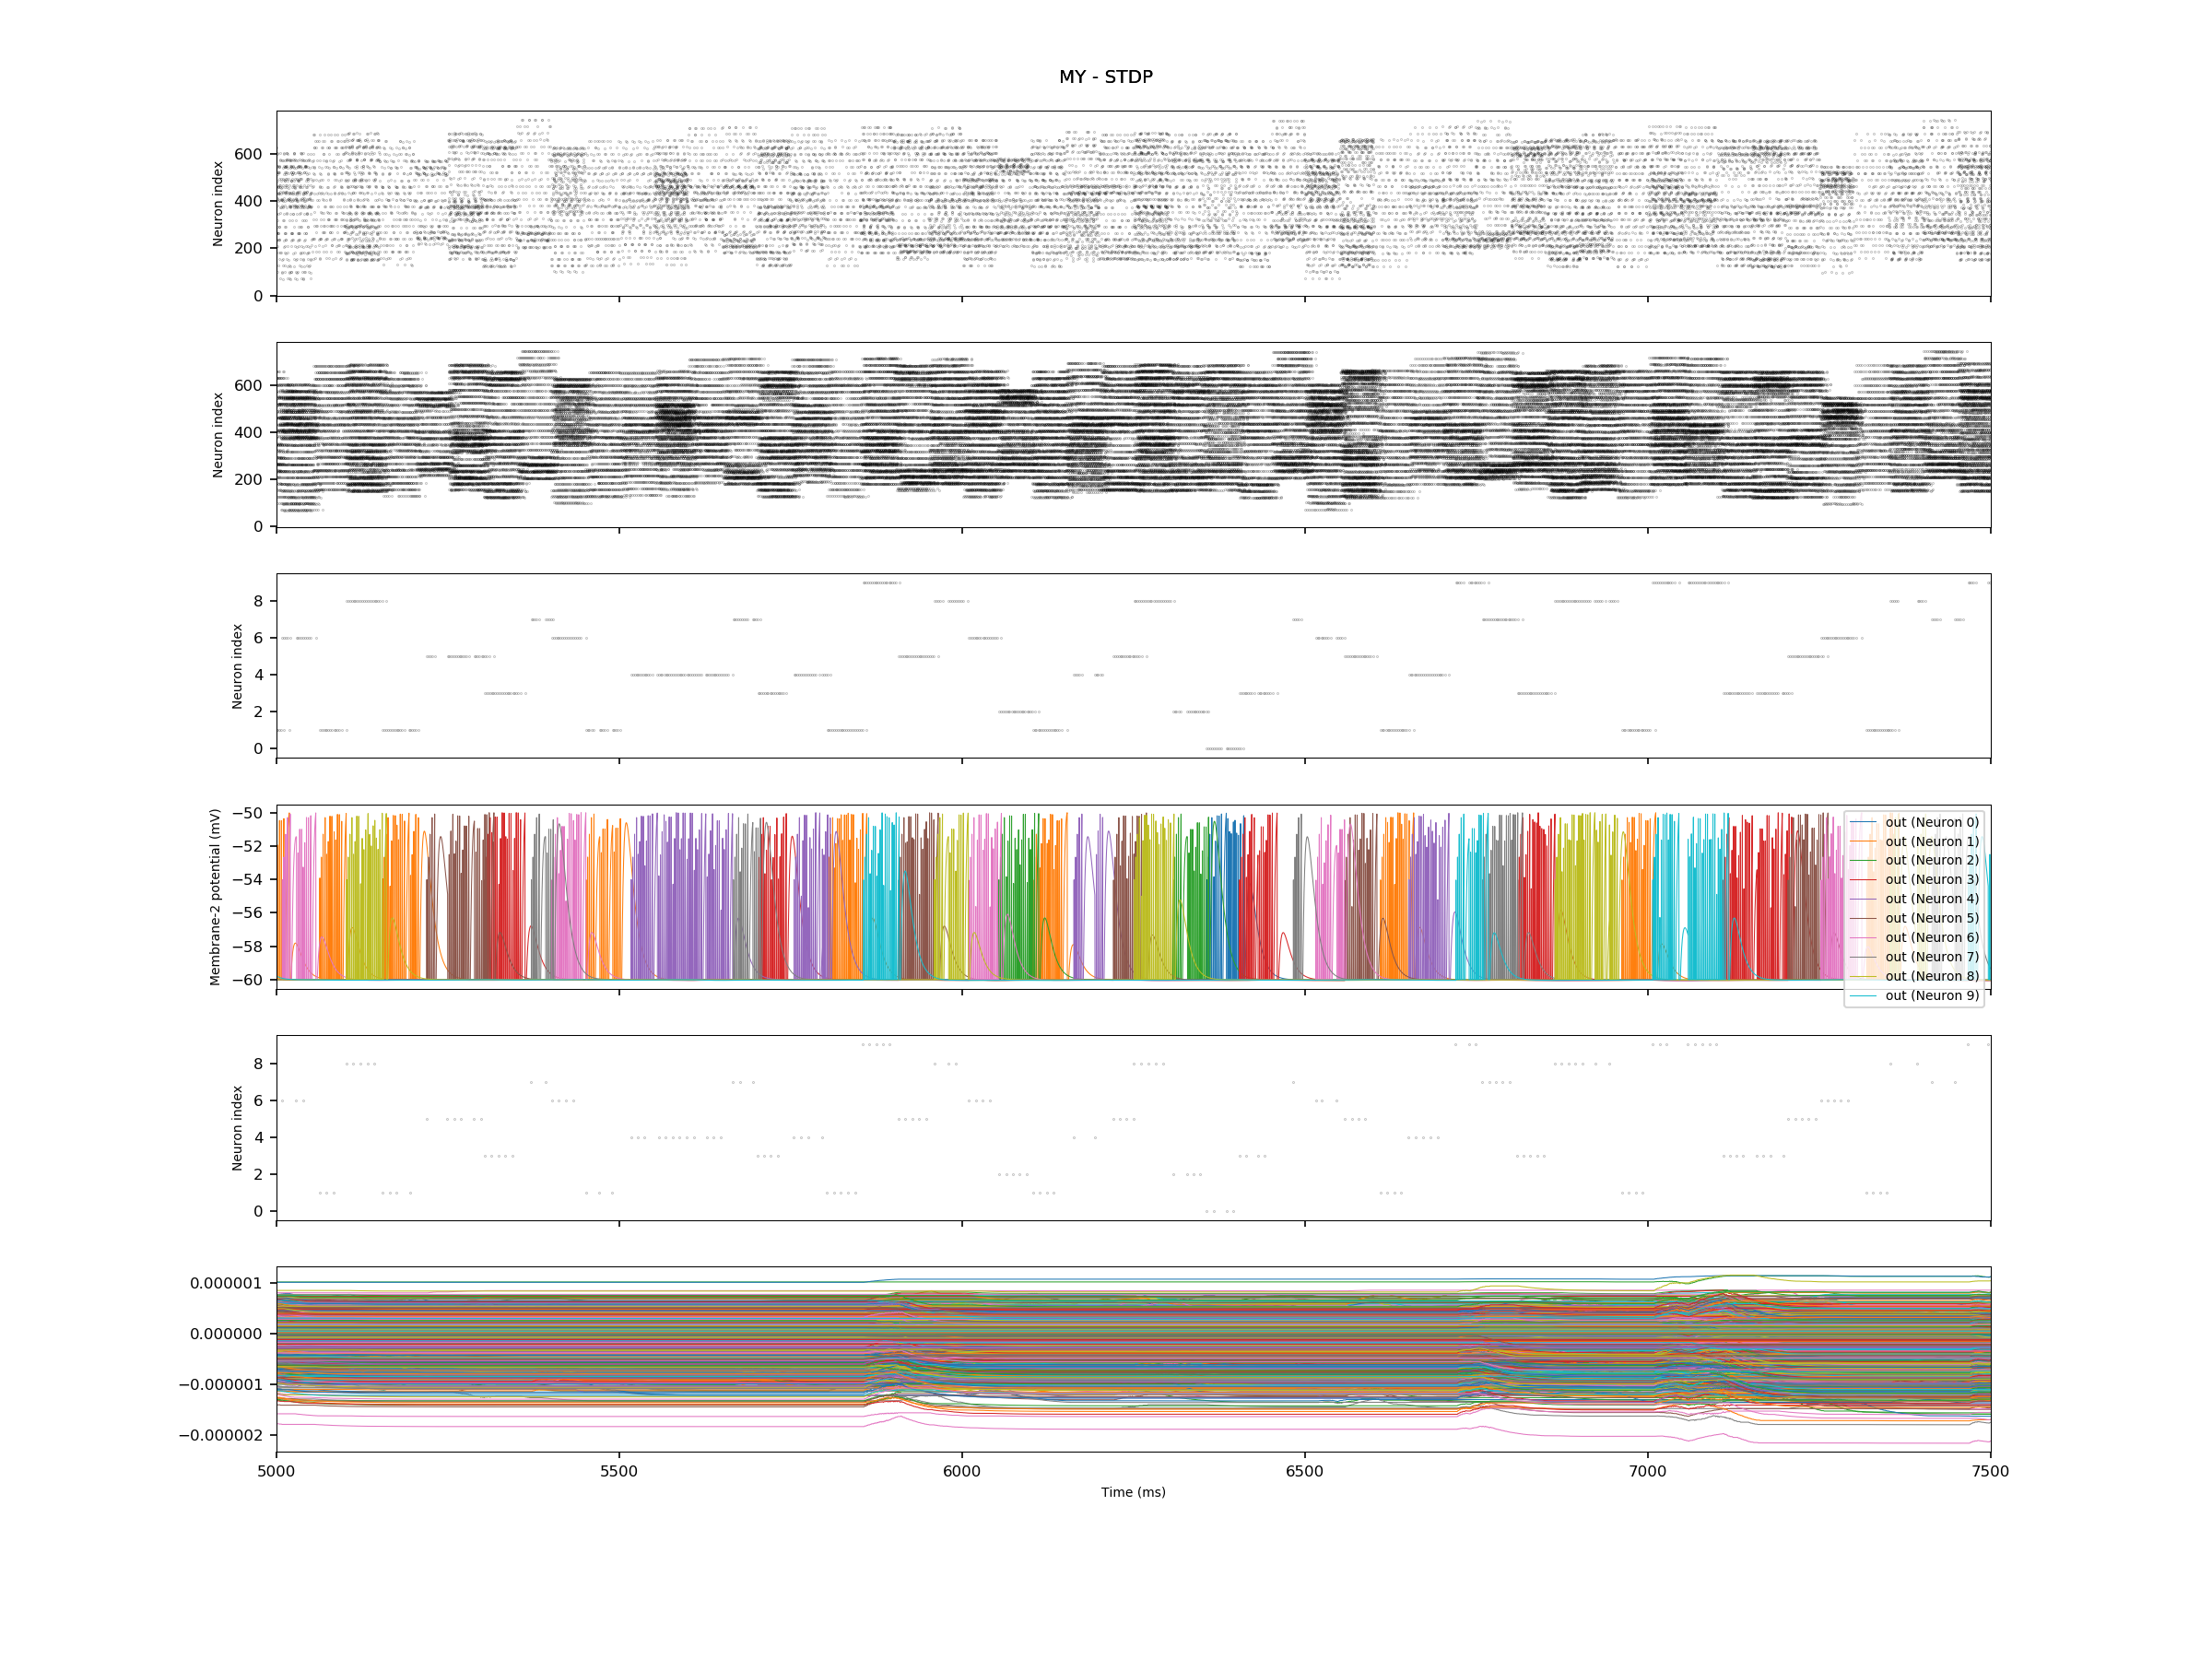 MY - STDP
Neuron index
600
400
200
0
Neuron index
600
400
200
0
Neuron index
8
6
4
2
0
Membrane-2 potential (mV)
−50
−52
−54
−56
−58
−60
out (Neuron 0)
out (Neuron 1)
out (Neuron 2)
out (Neuron 3)
out (Neuron 4)
out (Neuron 5)
out (Neuron 6)
out (Neuron 7)
out (Neuron 8)
out (Neuron 9)
Neuron index
8
6
4
2
0
0.000001
0.000000
−0.000001
−0.000002
5000 5500 6000 6500 7000 7500
Time (ms)